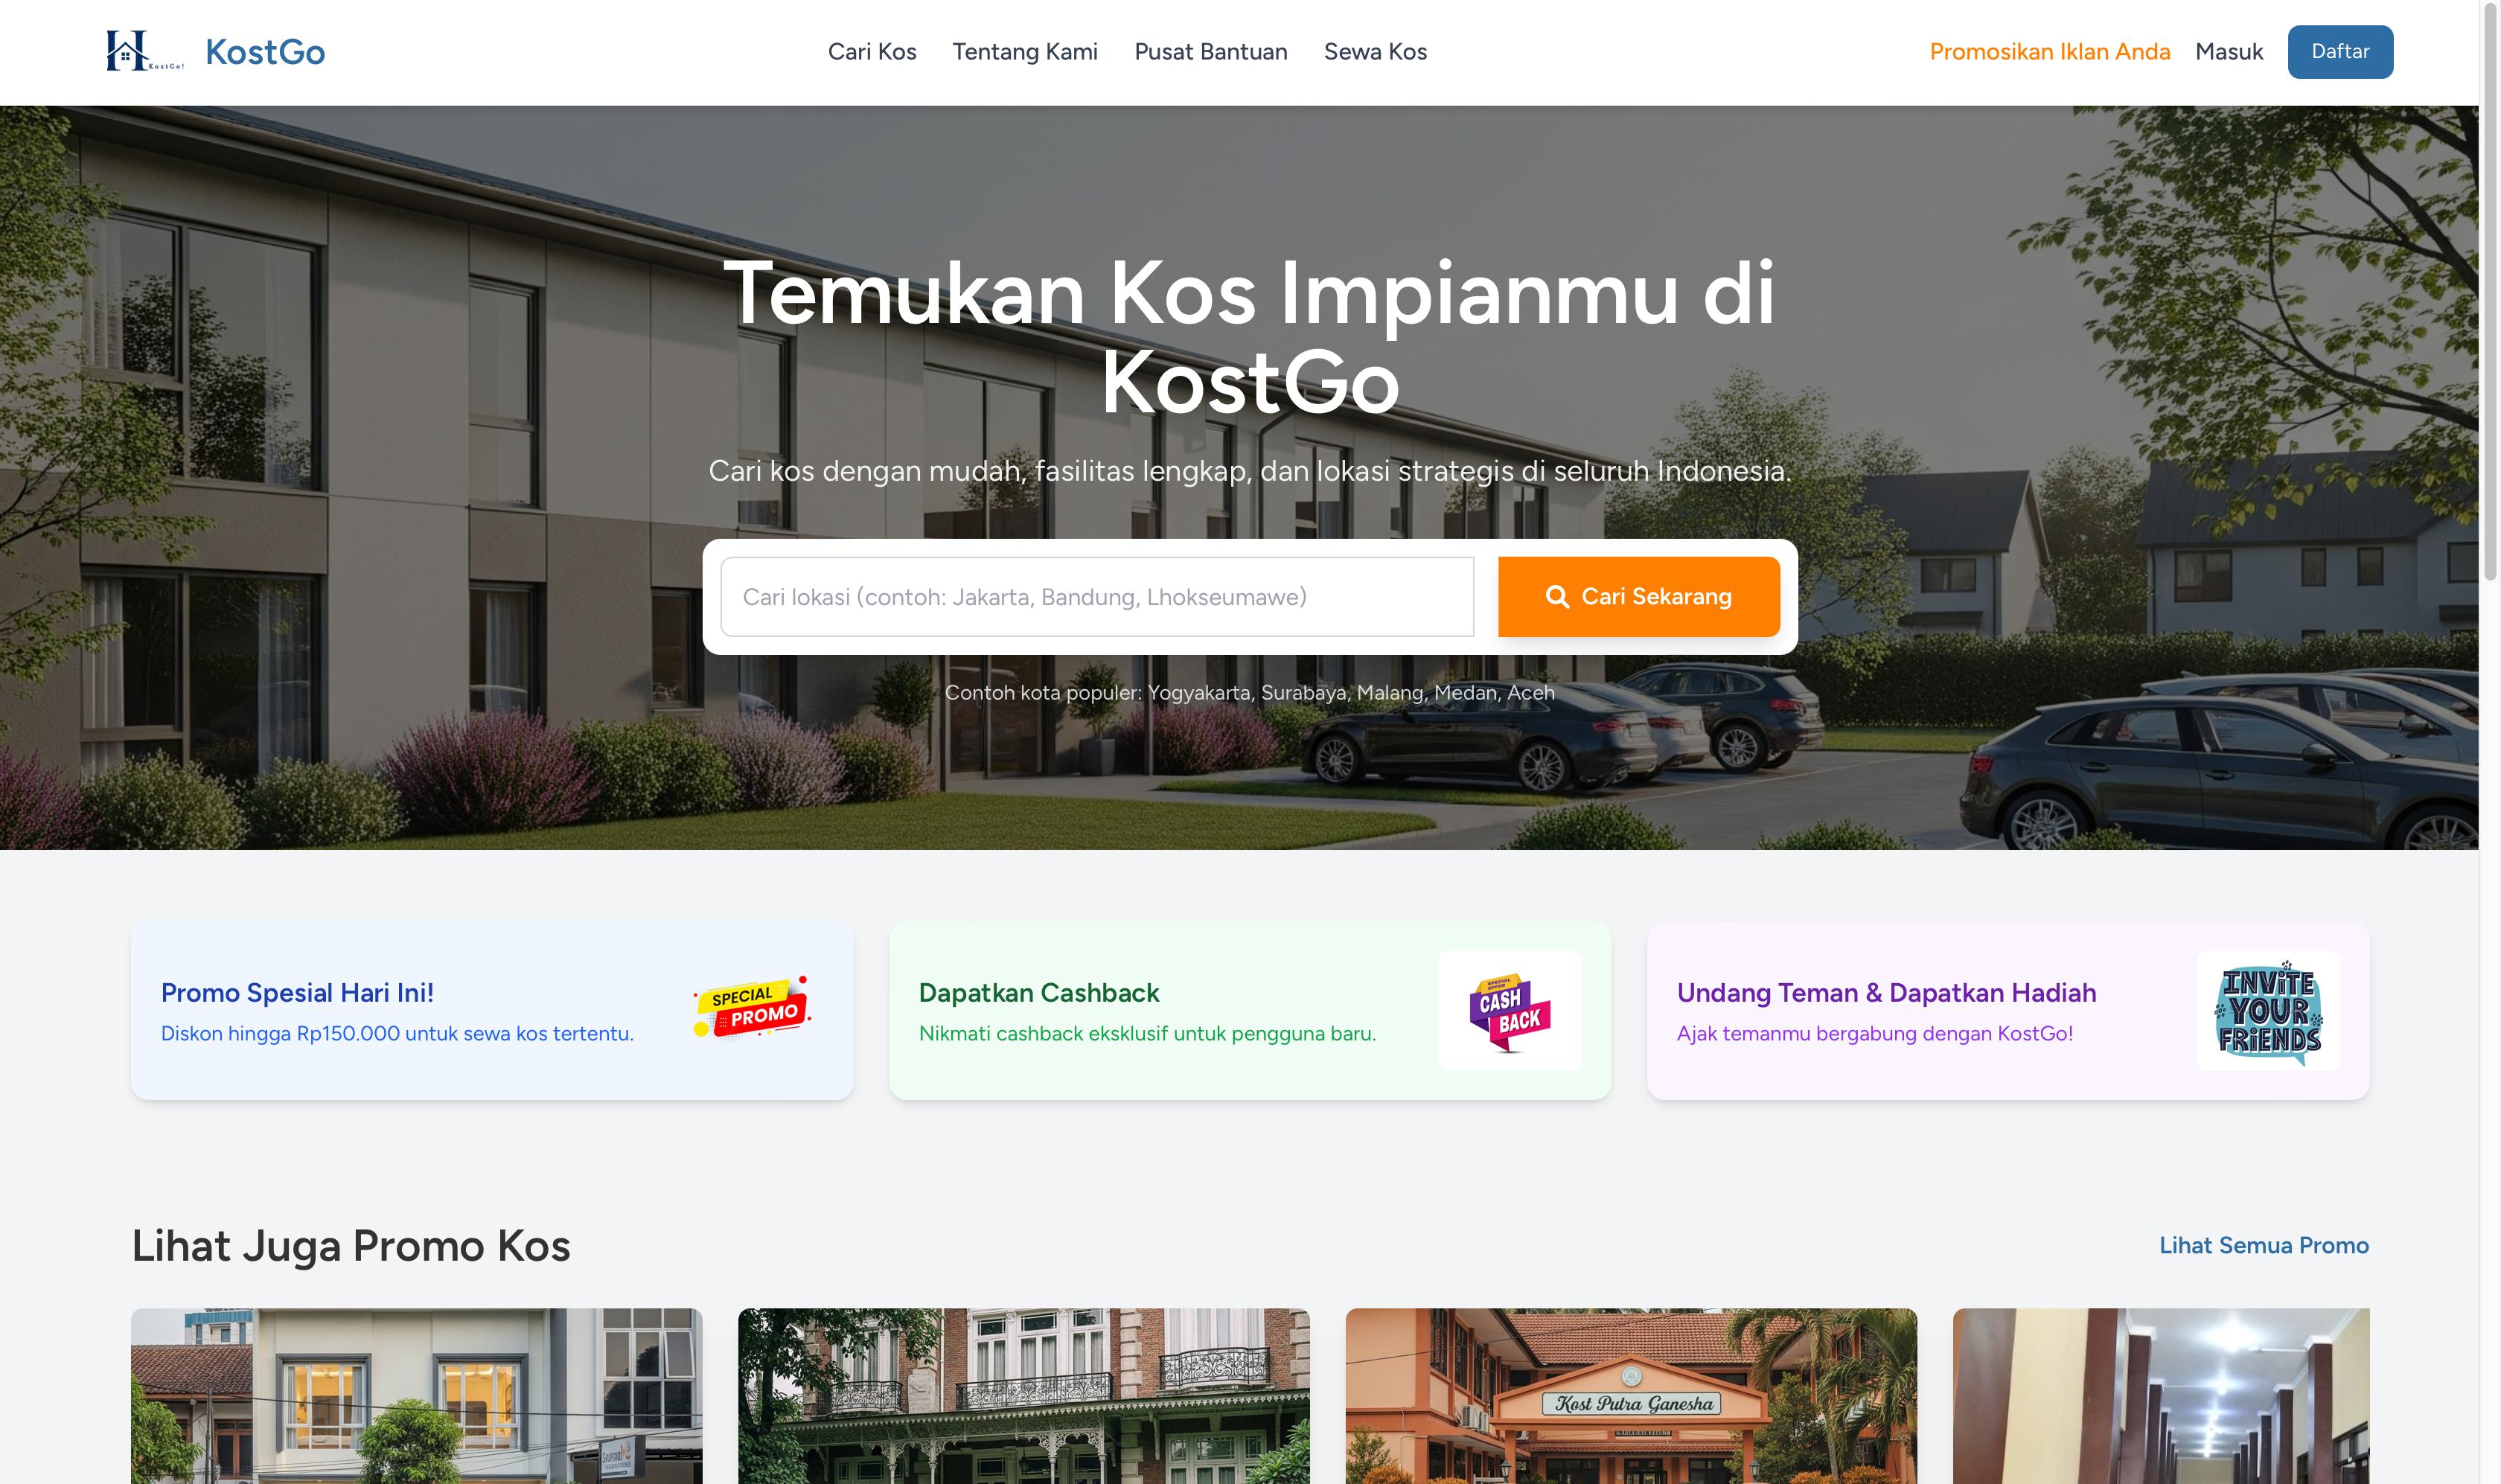 KostGo!
KostGo
Cari Kos
Tentang Kami
Pusat Bantuan
Sewa Kos
Promosikan Iklan Anda
Masuk
Daftar
Temukan Kos Impianmu di
KostGo
Cari kos dengan mudah, fasilitas lengkap, dan lokasi strategis di seluruh Indonesia.
Cari lokasi (contoh: Jakarta, Bandung, Lhokseumawe)
Cari Sekarang
Contoh kota populer: Yogyakarta, Surabaya, Malang, Medan, Aceh
Promo Spesial Hari Ini!
Diskon hingga Rp150.000 untuk sewa kos tertentu.
SPECIAL
PROMO
Dapatkan Cashback
Nikmati cashback eksklusif untuk pengguna baru.
SPECIAL
OFFER
CASH
BACK
Undang Teman & Dapatkan Hadiah
Ajak temanmu bergabung dengan KostGo!
INVITE
YOUR
FRIENDS
Lihat Juga Promo Kos
Lihat Semua Promo
Kost Putra Ganesha